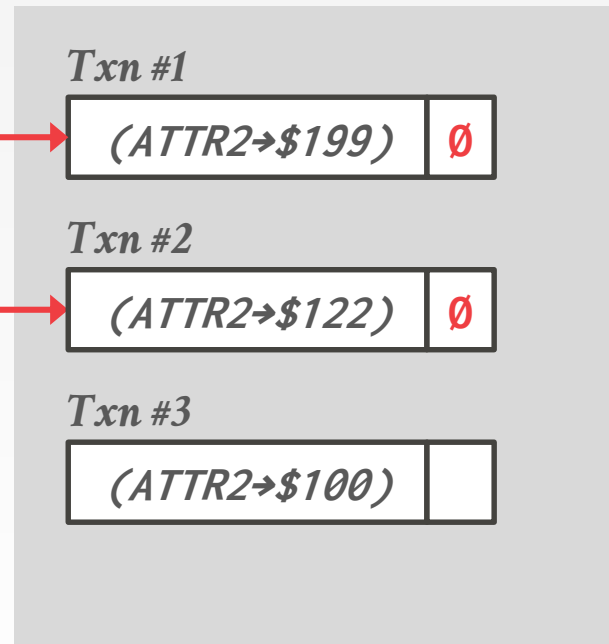 Txn #1
(ATTR2→$199) Ø
Txn #2
(ATTR2→$122) Ø
Txn #3
(ATTR2→$100)